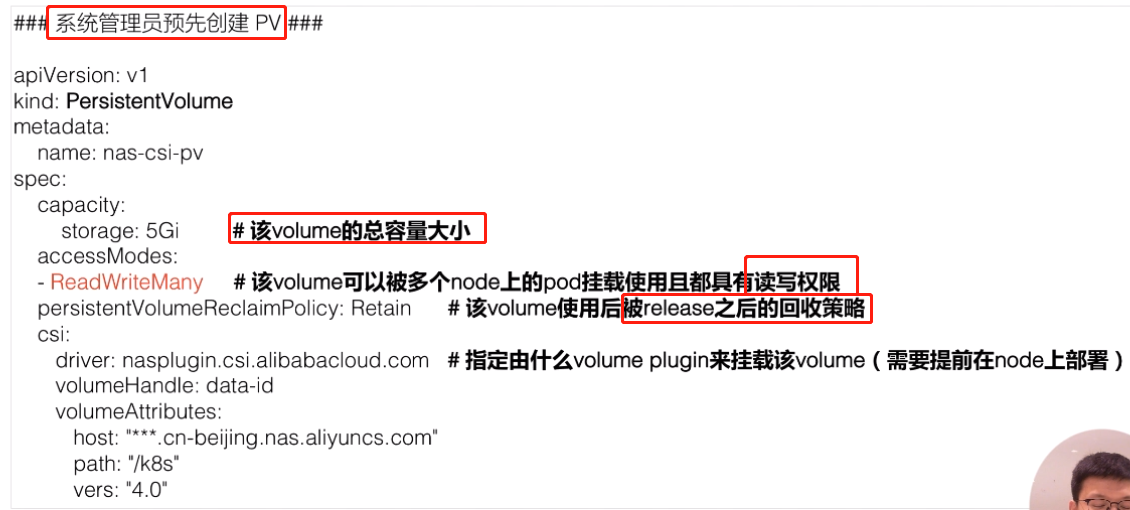 ### 系统管理员预先创建 PV ###
apiVersion: v1
kind: PersistentVolume
metadata:
name: nas-csi-pv
spec:
capacity:
storage: 5Gi # 该volume的总容量大小
accessModes:
- ReadWriteMany # 该volume可以被多个node上的pod挂载使用且都具有读写权限
persistentVolumeReclaimPolicy: Retain # 该volume使用后被release之后的回收策略
csi:
driver: nasplugin.csi.alibabacloud.com # 指定由什么volume plugin来挂载该volume（需要提前在node上部署）
volumeHandle: data-id
volumeAttributes:
host: "***.cn-beijing.nas.aliyuncs.com"
path: "/k8s"
vers: "4.0"